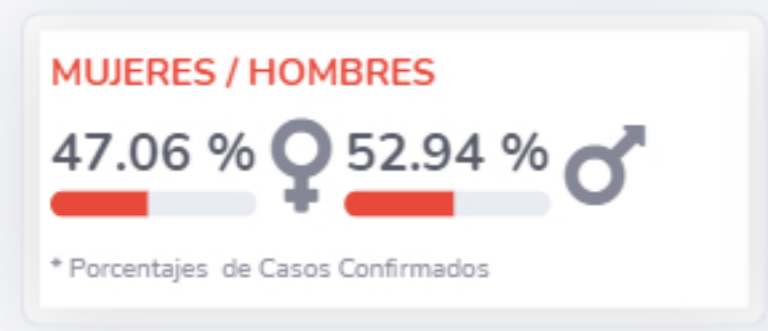 MUJERES / HOMBRES
47.06 % 52.94 %
* Porcentajes de Casos Confirmados